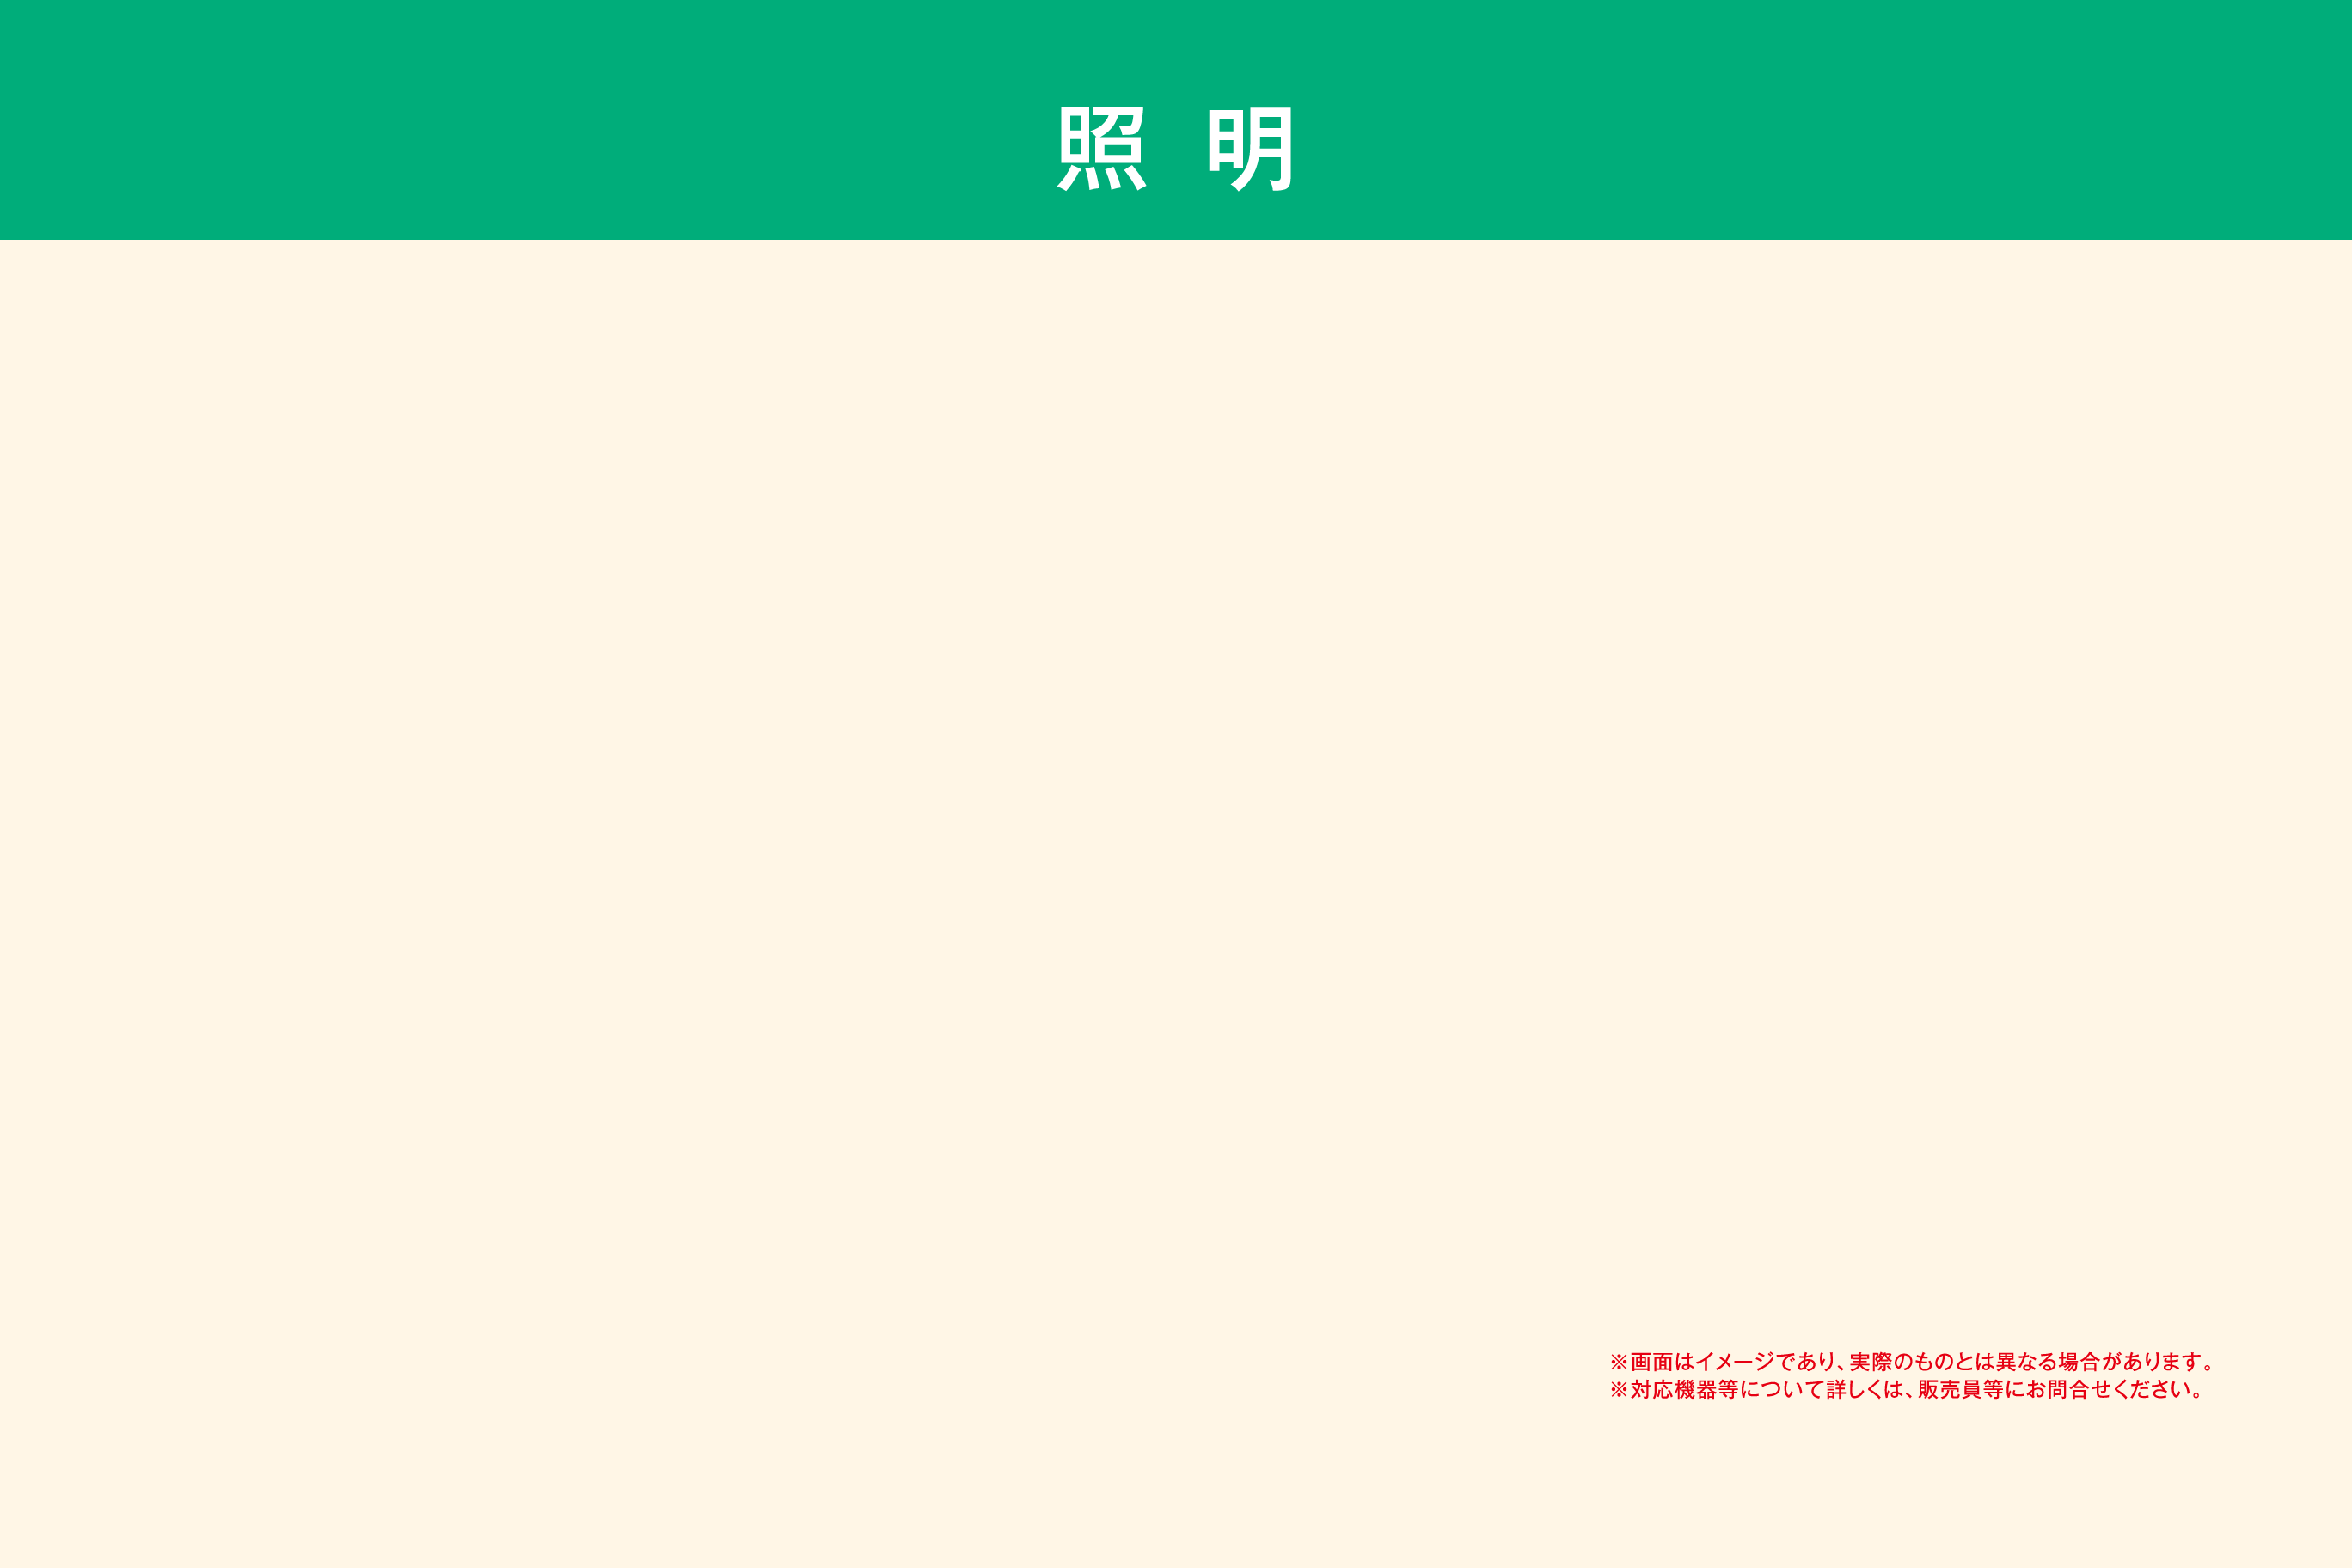 照 明
※画面はイメージであり、実際のものとは異なる場合があります。
※対応機器等について詳しくは、販売員等にお問合せください。